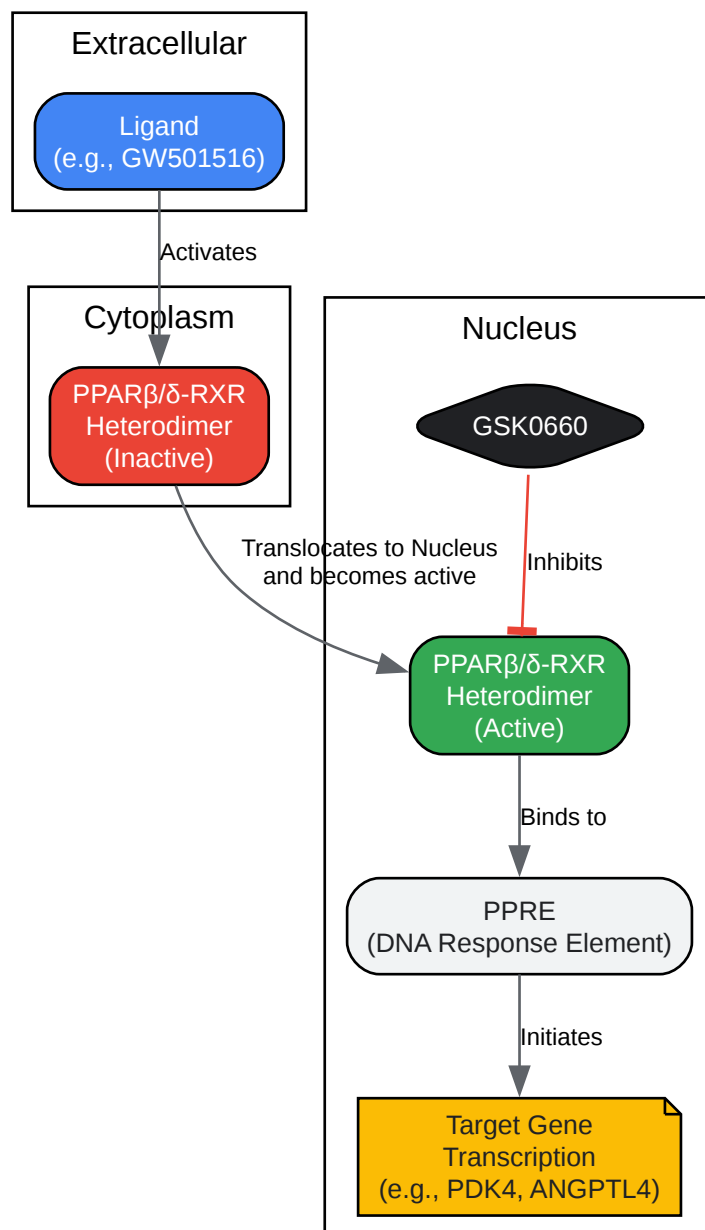 Extracellular
Ligand
(e.g., GW501516)
Activates
Cytoplasm
PPARβ/δ-RXR
Heterodimer
(Inactive)
Translocates to Nucleus
and becomes active
Nucleus
GSK0660
Inhibits
PPARβ/δ-RXR
Heterodimer
(Active)
Binds to
PPRE
(DNA Response Element)
Initiates
Target Gene
Transcription
(e.g., PDK4, ANGPTL4)